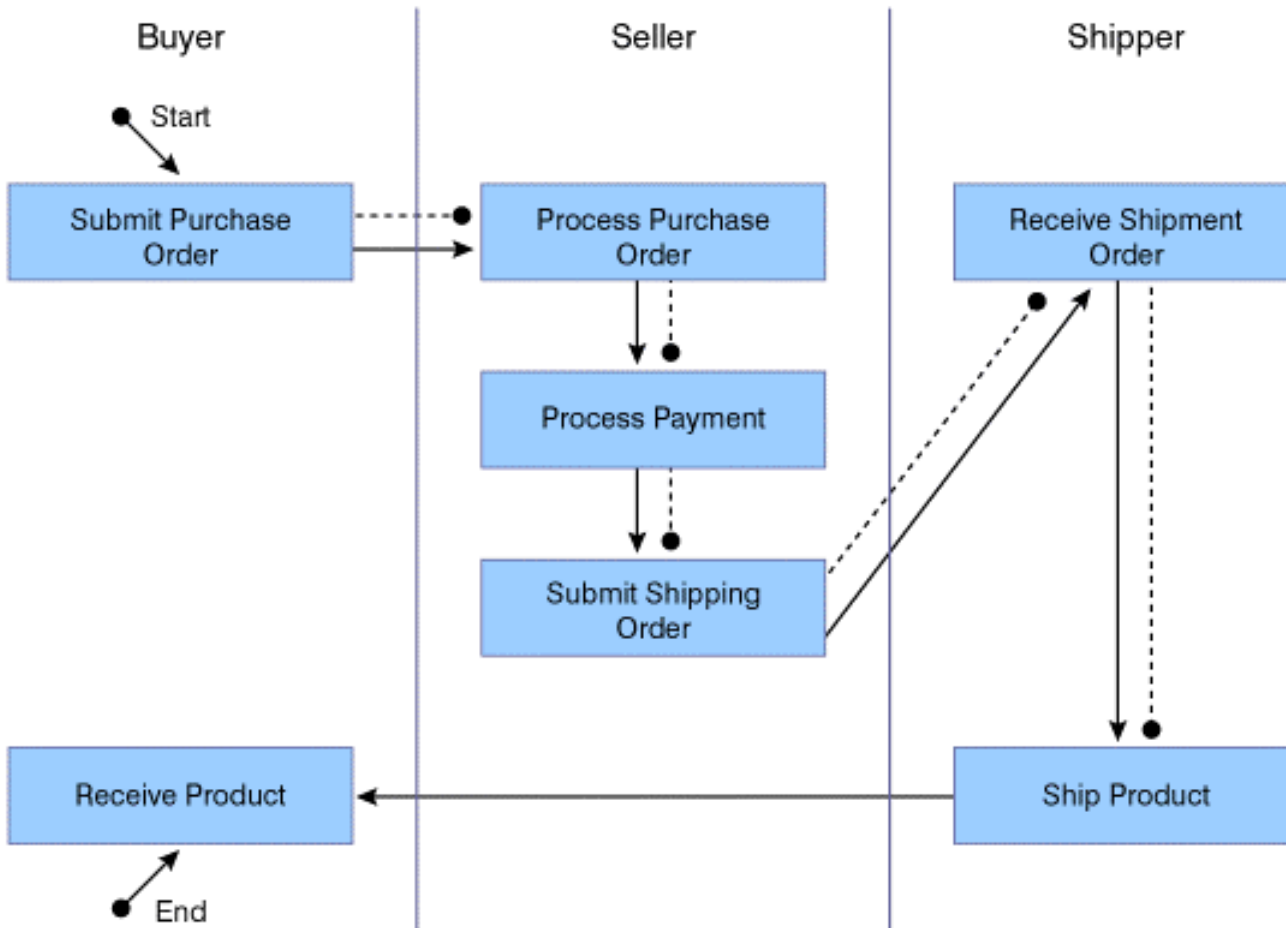 Buyer
Seller
Shipper
Start
Submit Purchase
Order
Process Purchase
Order
Receive Shipment
Order
Process Payment
Submit Shipping
Order
Receive Product
Ship Product
End